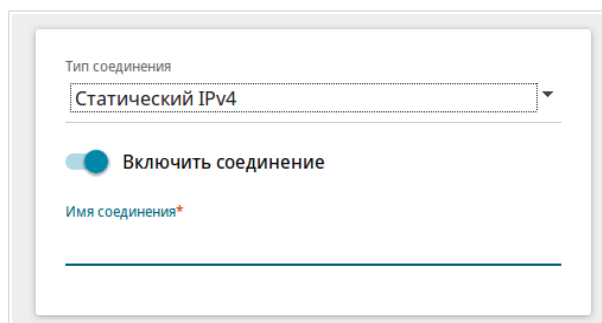 Тип соединения
Статический IPv4
Включить соединение
Имя соединения*